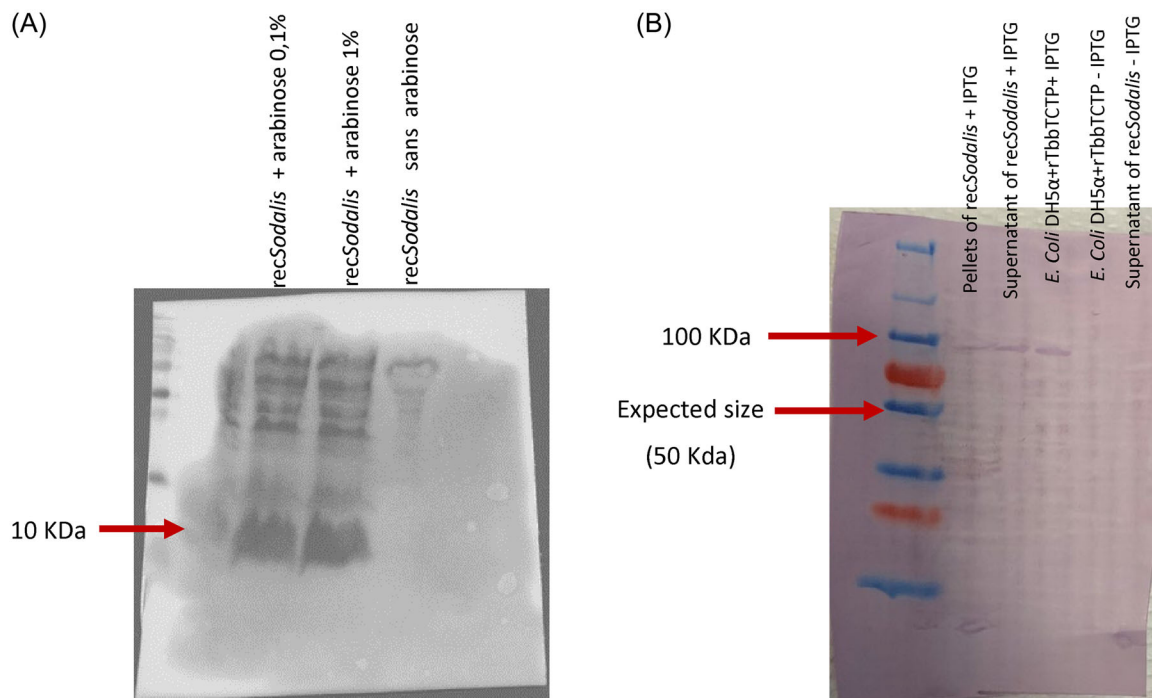 (A)
recSodalis + arabinose 0,1%
recSodalis + arabinose 1%
recSodalis sans arabinose
10 KDa
(B)
Pellets of recSodalis + IPTG
Supernatant of recSodalis + IPTG
E. Coli DH5α+rTbbTCTP+ IPTG
E. Coli DH5α+rTbbTCTP - IPTG
Supernatant of recSodalis - IPTG
100 KDa
Expected size
(50 Kda)